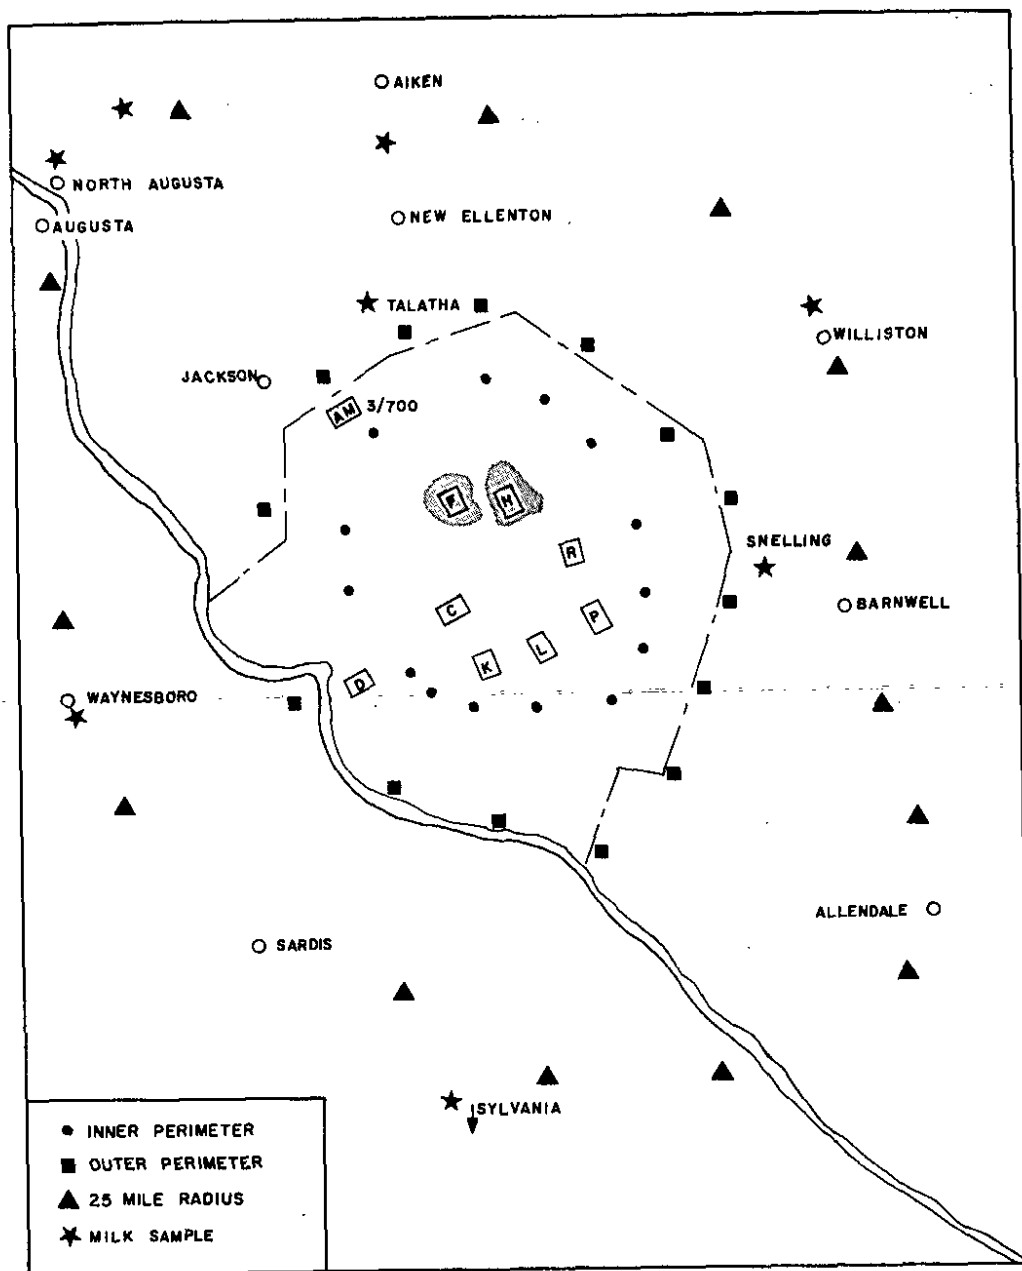 AIKEN
NORTH AUGUSTA
NEW ELLENTON
AUGUSTA
TALATHA
WILLISTON
JACKSON
AM 3/700
F
H
SNELLING
R
BARNWELL
C
P
L
K
D
WAYNESBORO
ALLENDALE
SARDIS
SYLVANIA
INNER PERIMETER
OUTER PERIMETER
25 MILE RADIUS
MILK SAMPLE